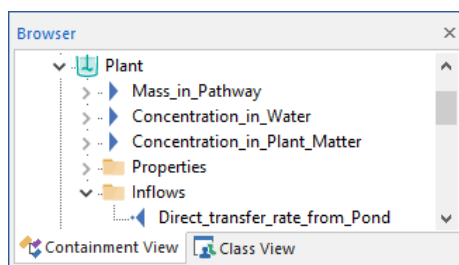 Browser
Plant
Mass_in_Pathway
Concentration_in_Water
Concentration_in_Plant_Matter
Properties
Inflows
Direct_transfer_rate_from_Pond
Containment View Class View